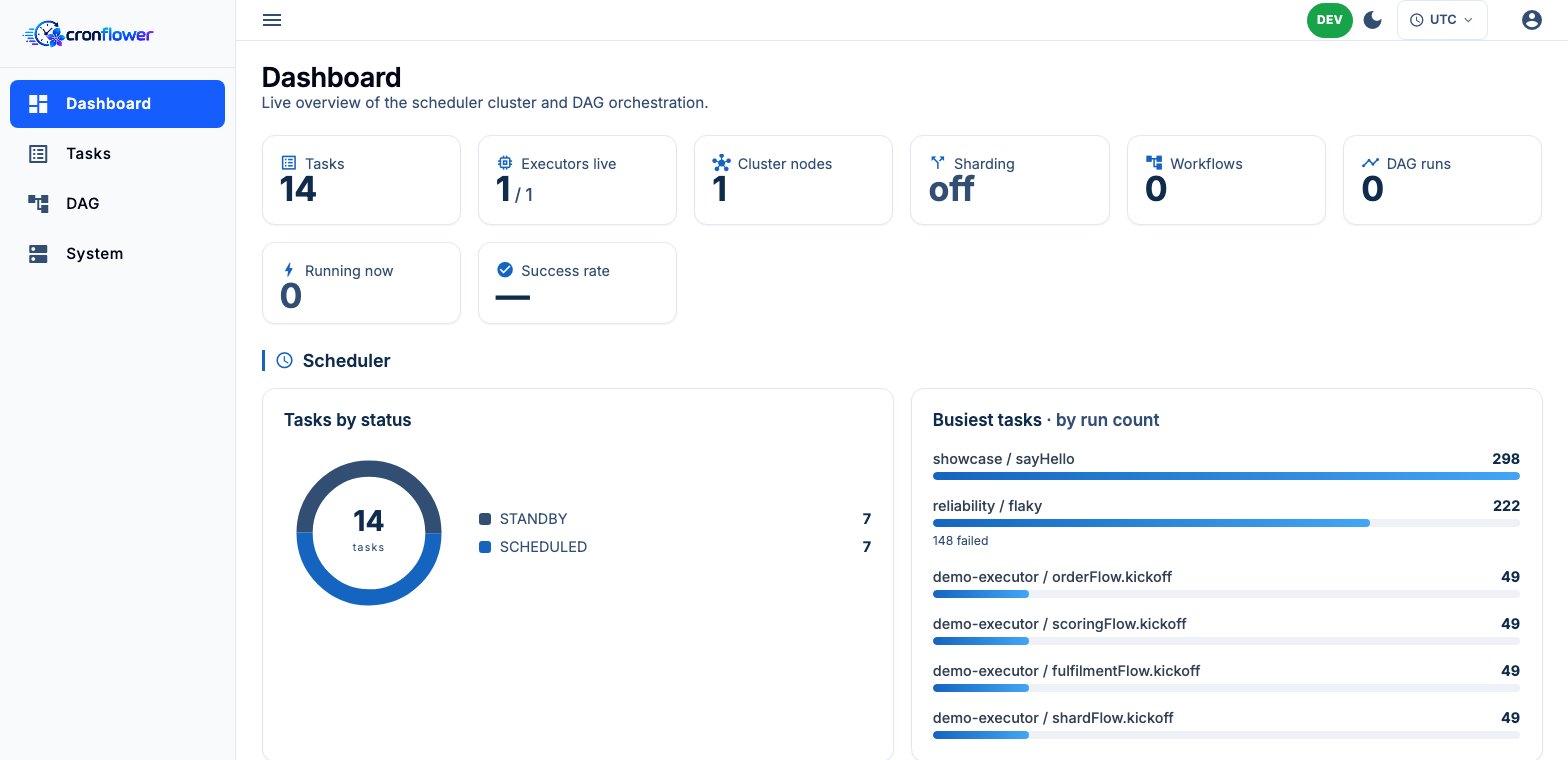 cronflower
DEV
UTC
Dashboard
Tasks
DAG
System
Dashboard
Live overview of the scheduler cluster and DAG orchestration.
Tasks
14
Executors live
1 / 1
Cluster nodes
1
Sharding
off
Workflows
0
DAG runs
0
Running now
0
Success rate
—
Scheduler
Tasks by status
14
tasks
STANDBY 7
SCHEDULED 7
Busiest tasks · by run count
showcase / sayHello 298
reliability / flaky 222
148 failed
demo-executor / orderFlow.kickoff 49
demo-executor / scoringFlow.kickoff 49
demo-executor / fulfilmentFlow.kickoff 49
demo-executor / shardFlow.kickoff 49